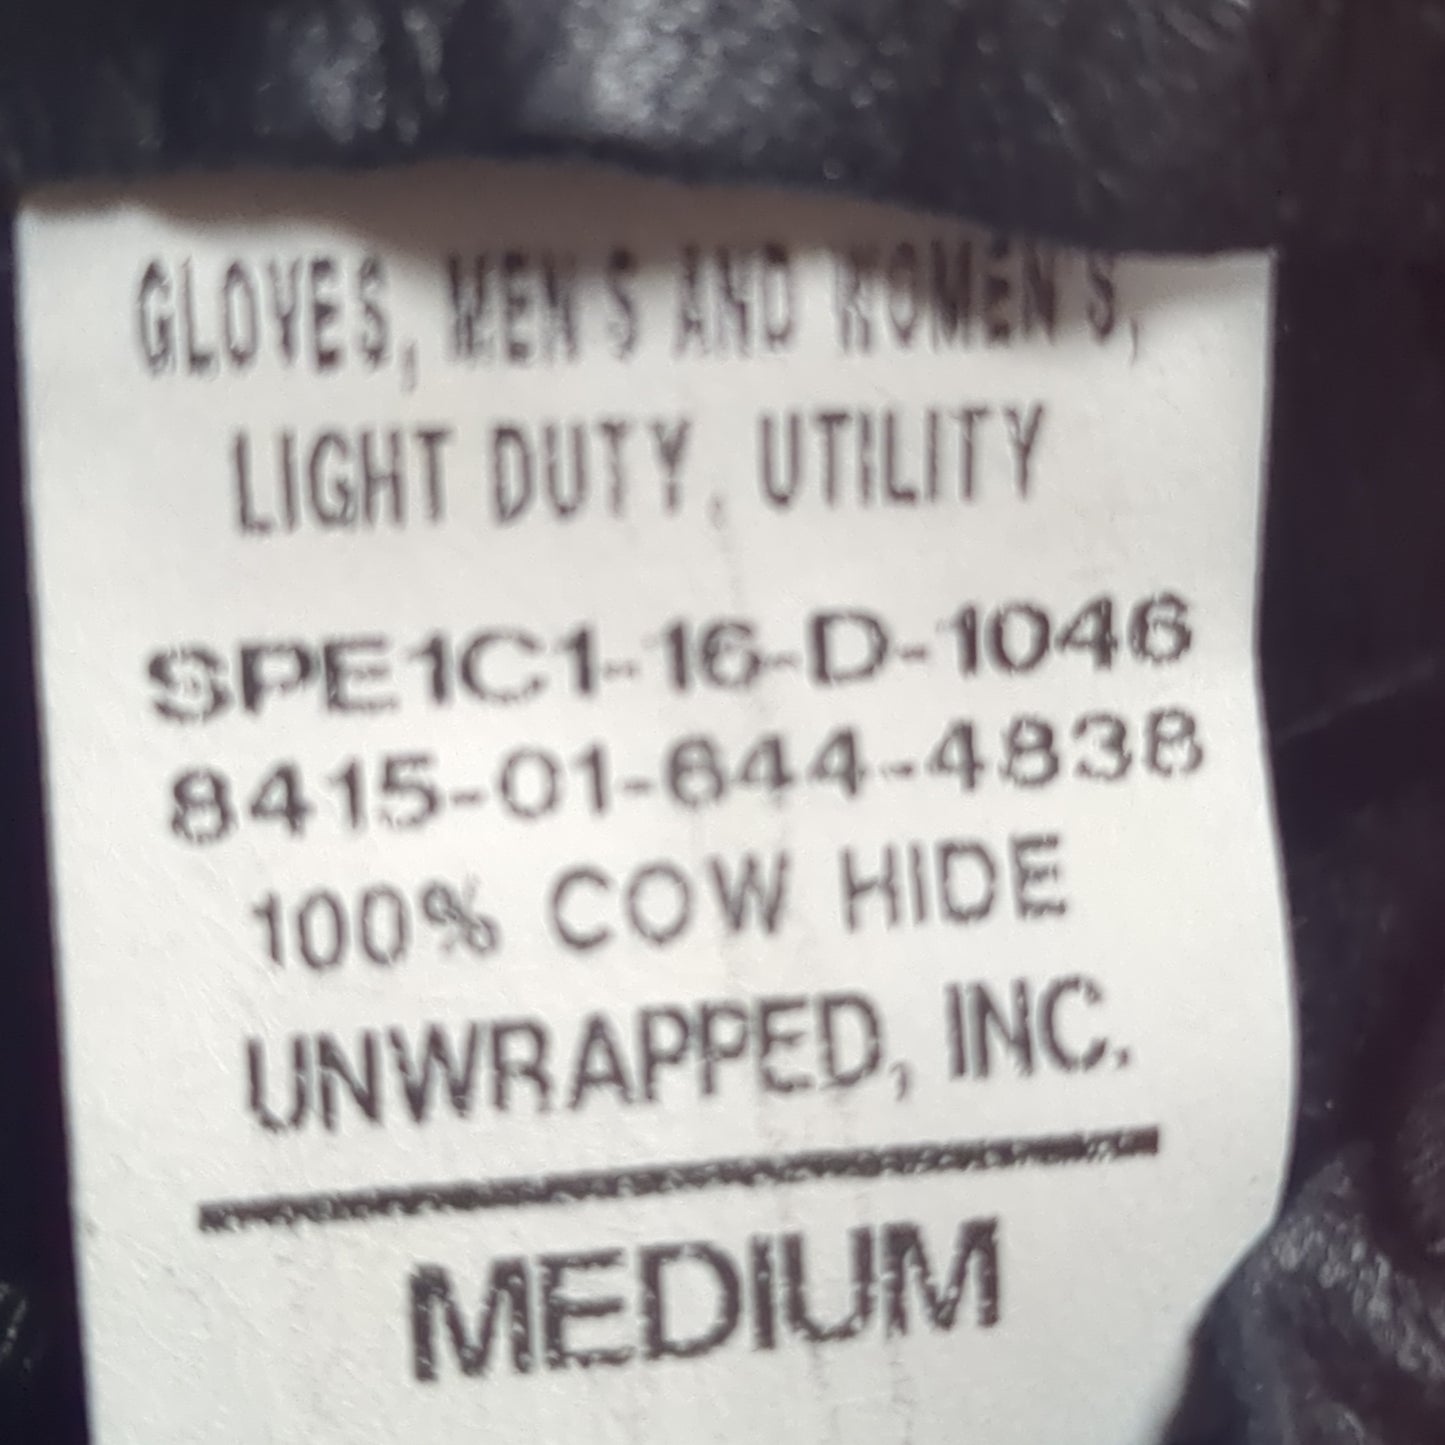 GLOVES, MEN'S AND WOMEN'S,
LIGHT DUTY, UTILITY
SPE1C1-16-D-1046
8415-01-644-4838
100% COW HIDE
UNWRAPPED, INC.
MEDIUM